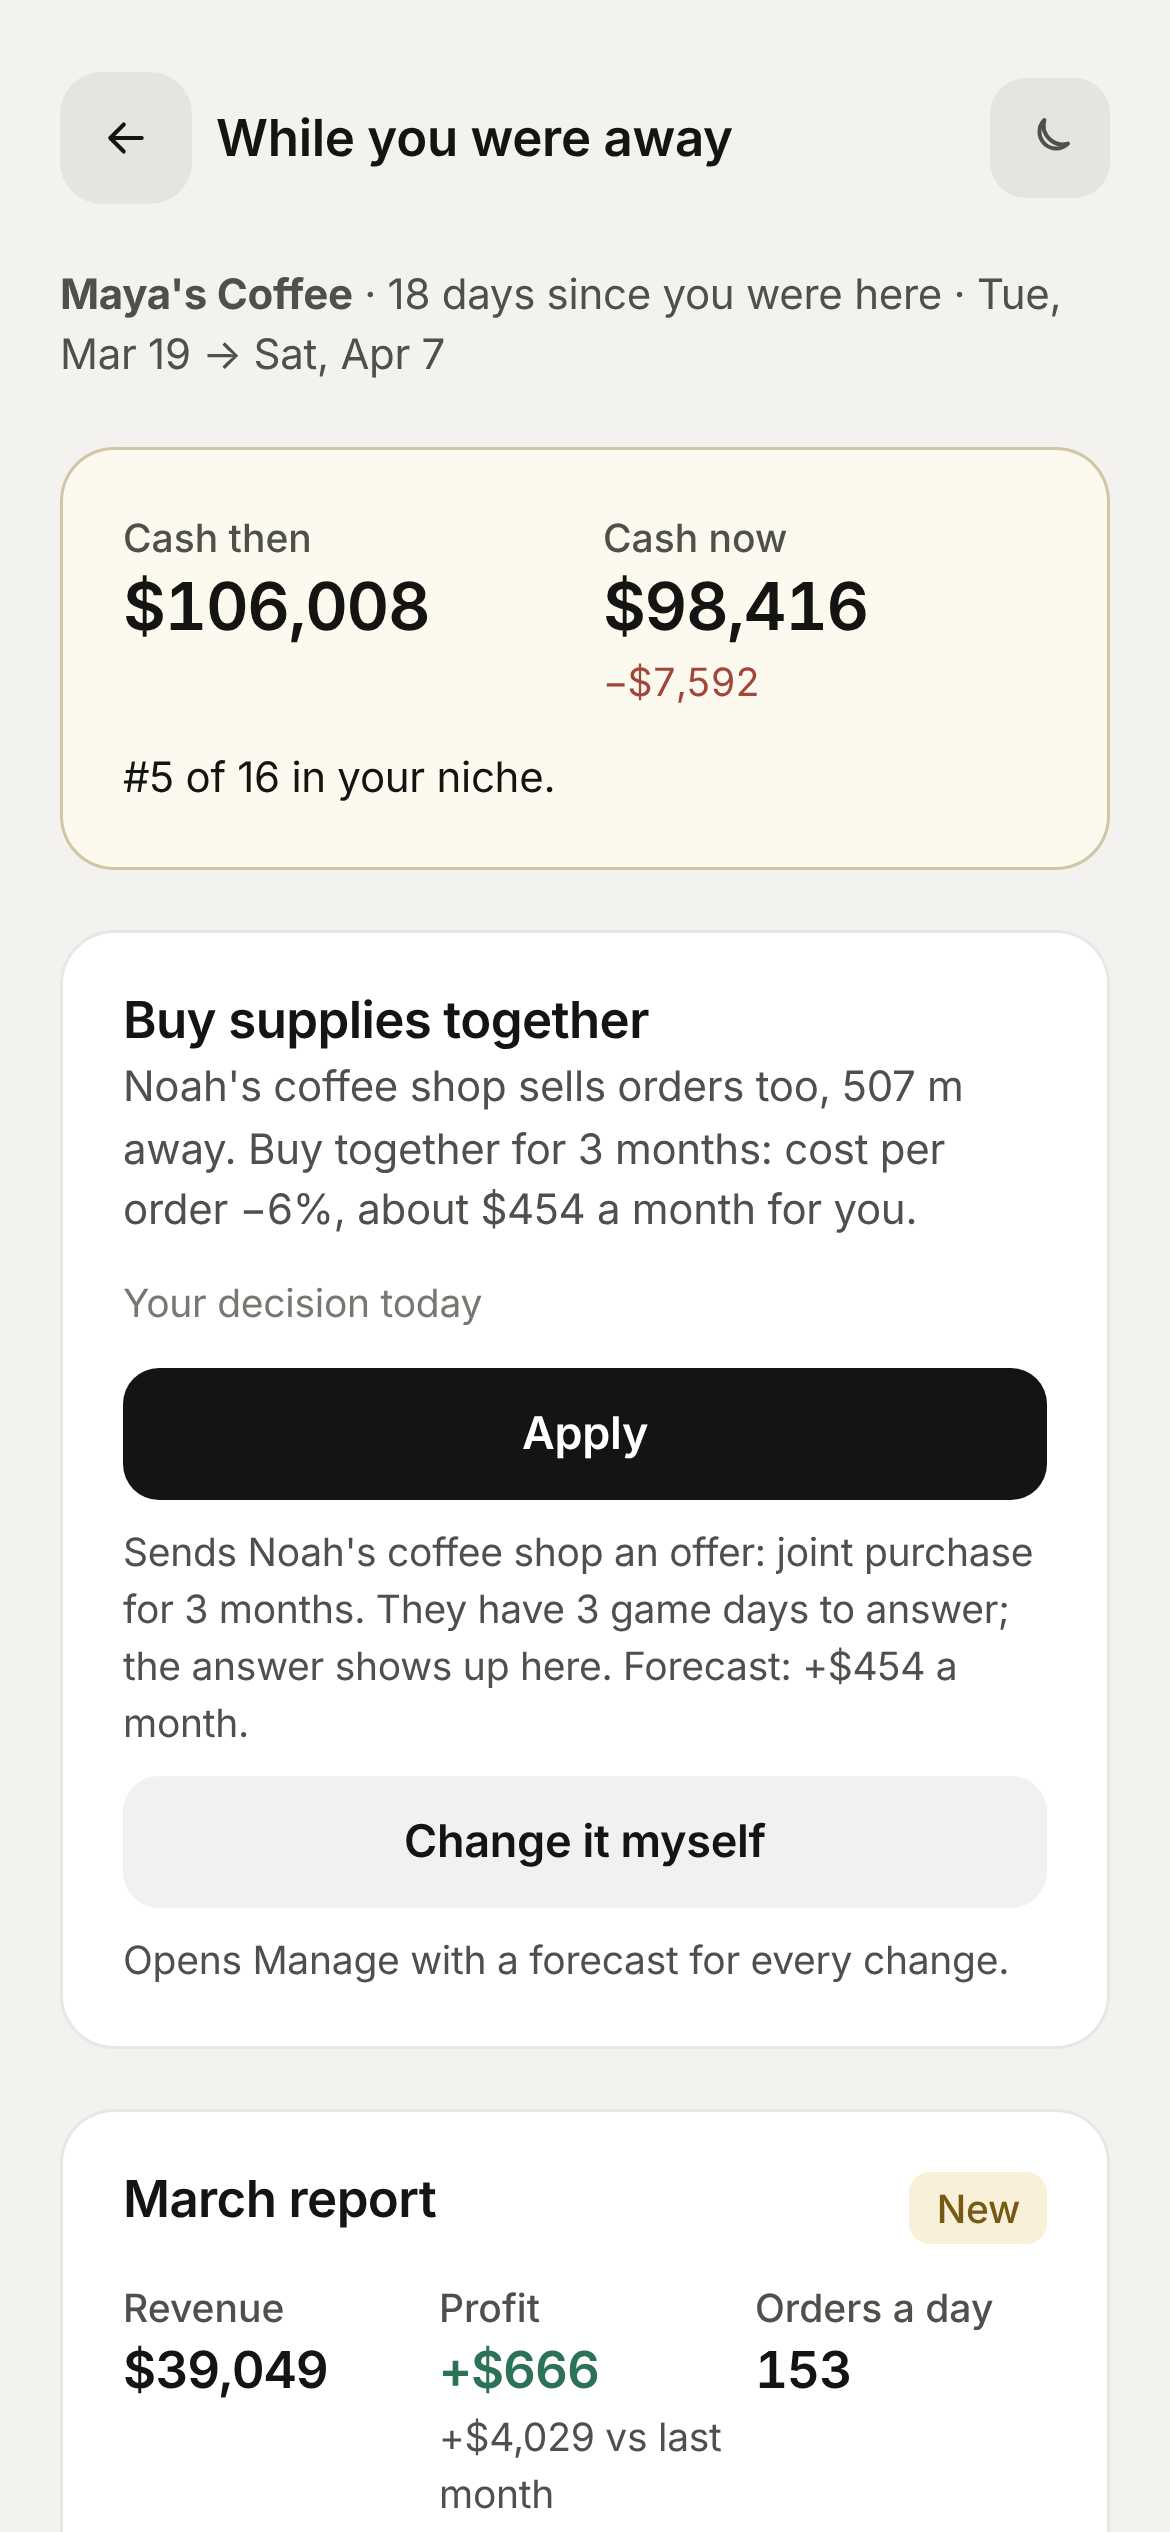 While you were away
Maya's Coffee · 18 days since you were here · Tue,
Mar 19 → Sat, Apr 7
Cash then
$106,008
Cash now
$98,416
−$7,592
#5 of 16 in your niche.
Buy supplies together
Noah's coffee shop sells orders too, 507 m
away. Buy together for 3 months: cost per
order −6%, about $454 a month for you.
Your decision today
Apply
Sends Noah's coffee shop an offer: joint purchase
for 3 months. They have 3 game days to answer;
the answer shows up here. Forecast: +$454 a
month.
Change it myself
Opens Manage with a forecast for every change.
March report
New
Revenue
$39,049
Profit
+$666
+$4,029 vs last
month
Orders a day
153